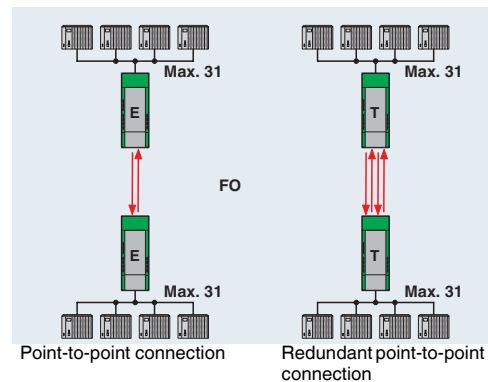 Max. 31
Max. 31
E
T
FO
E
T
Max. 31
Max. 31
Point-to-point connection
Redundant point-to-point
connection